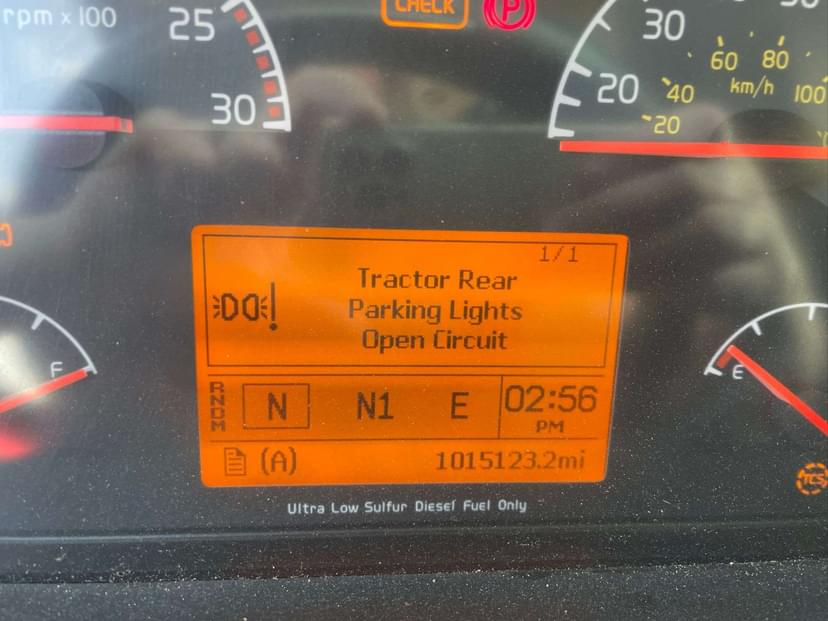 CHECK
P
rpm x 100
25
30
30
20
60
80
40
km/h
100
20
1/1
Tractor Rear
Parking Lights
Open Circuit
F
E
RNDM
N
N1
E
02:56
PM
(A)
1015123.2mi
TCS
Ultra Low Sulfur Diesel Fuel Only